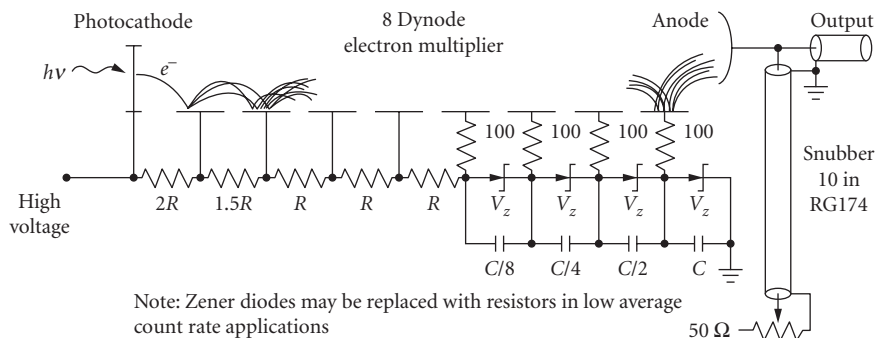 Photocathode
8 Dynode
electron multiplier
Anode
Output
hν
e⁻
100
100
100
100
Snubber
10 in
RG174
High
voltage
2R
1.5R
R
R
R
V_z
V_z
V_z
V_z
C/8
C/4
C/2
C
Note: Zener diodes may be replaced with resistors in low average
count rate applications
50 Ω